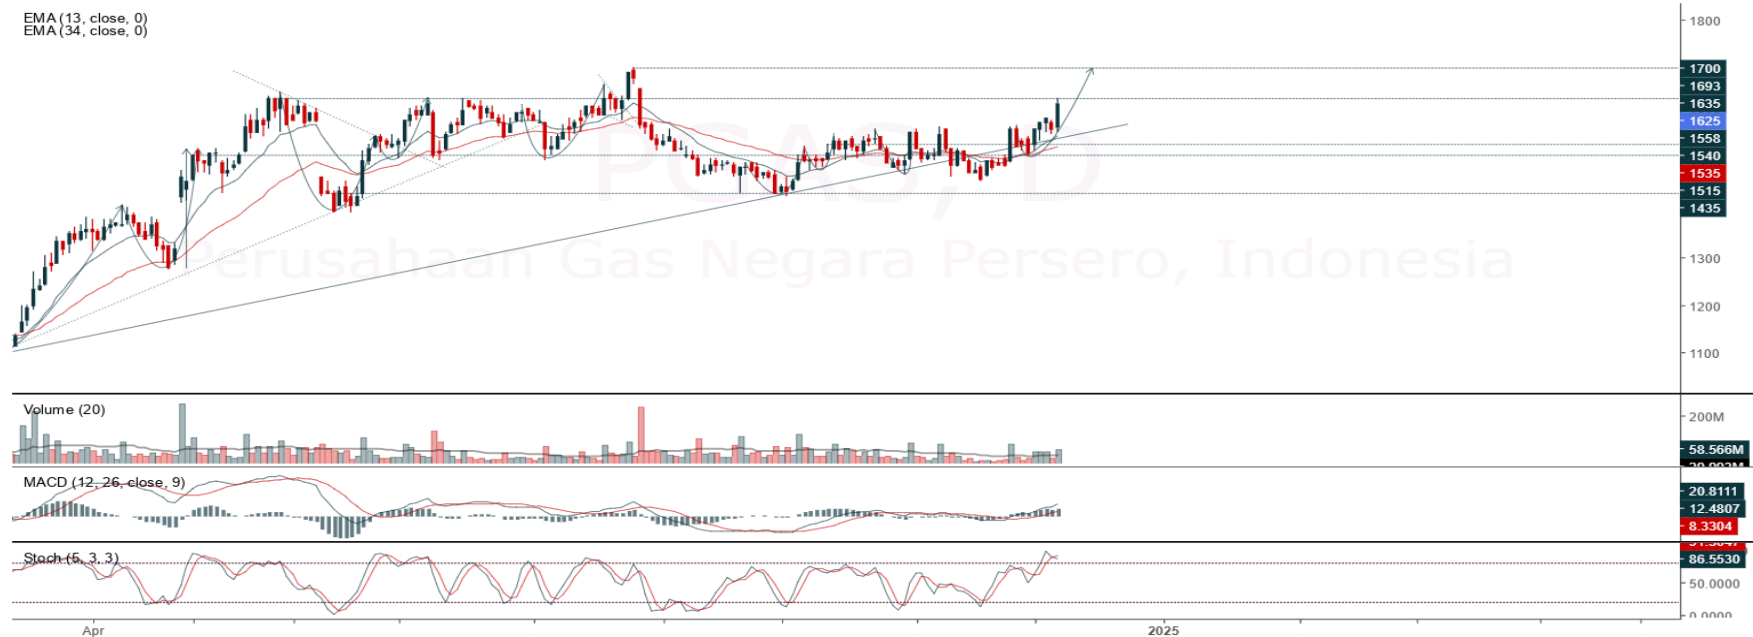 EMA (13, close, 0)
EMA (34, close, 0)
1800
1700
1693
1635
1625
1558
1540
1535
1515
1435
PGAS, D
Perusahaan Gas Negara Persero, Indonesia
1300
1200
1100
Volume (20)
200M
58.566M
MACD (12, 26, close, 9)
20.8111
12.4807
8.3304
Stoch (5, 3, 3)
86.5530
50.0000
0.0000
Apr
2025